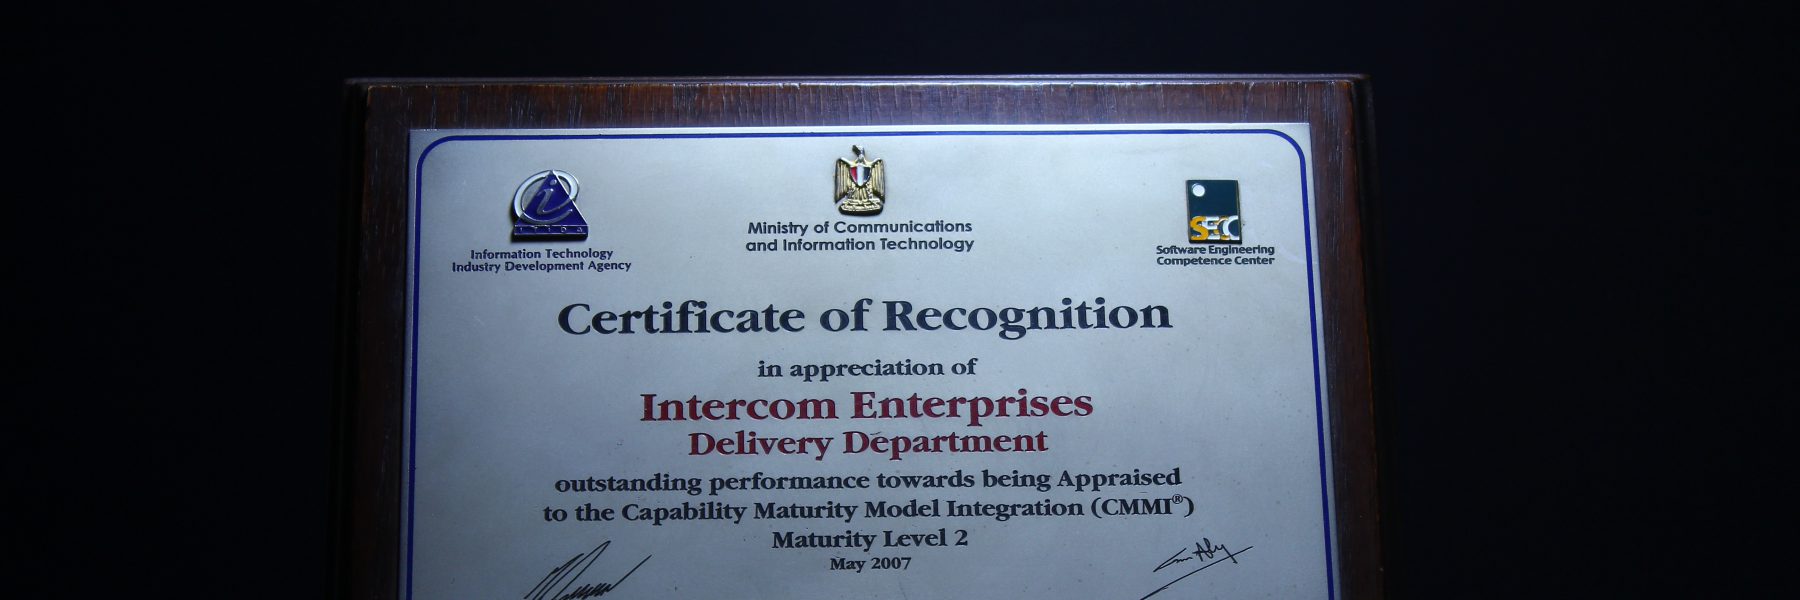 ITIDA
Information Technology
Industry Development Agency
Ministry of Communications
and Information Technology
SECC
Software Engineering
Competence Center
Certificate of Recognition
in appreciation of
Intercom Enterprises
Delivery Department
outstanding performance towards being Appraised
to the Capability Maturity Model Integration (CMMI®)
Maturity Level 2
May 2007